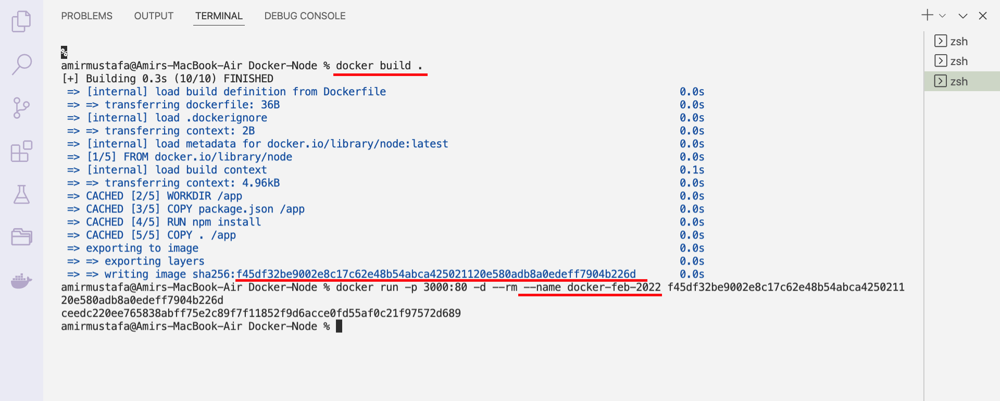 PROBLEMS OUTPUT TERMINAL DEBUG CONSOLE
zsh
zsh
zsh
%
amirmustafa@Amirs-MacBook-Air Docker-Node % docker build .
[+] Building 0.3s (10/10) FINISHED
=> [internal] load build definition from Dockerfile 0.0s
=> => transferring dockerfile: 36B 0.0s
=> [internal] load .dockerignore 0.0s
=> => transferring context: 2B 0.0s
=> [internal] load metadata for docker.io/library/node:latest 0.0s
=> [1/5] FROM docker.io/library/node 0.0s
=> [internal] load build context 0.1s
=> => transferring context: 4.96kB 0.0s
=> CACHED [2/5] WORKDIR /app 0.0s
=> CACHED [3/5] COPY package.json /app 0.0s
=> CACHED [4/5] RUN npm install 0.0s
=> CACHED [5/5] COPY . /app 0.0s
=> exporting to image 0.0s
=> => exporting layers 0.0s
=> => writing image sha256:f45df32be9002e8c17c62e48b54abca425021120e580adb8a0edeff7904b226d 0.0s
amirmustafa@Amirs-MacBook-Air Docker-Node % docker run -p 3000:80 -d --rm --name docker-feb-2022 f45df32be9002e8c17c62e48b54abca4250211
20e580adb8a0edeff7904b226d
ceedc220ee765838abff75e2c89f7f11852f9d6acce0fd55af0c21f97572d689
amirmustafa@Amirs-MacBook-Air Docker-Node %